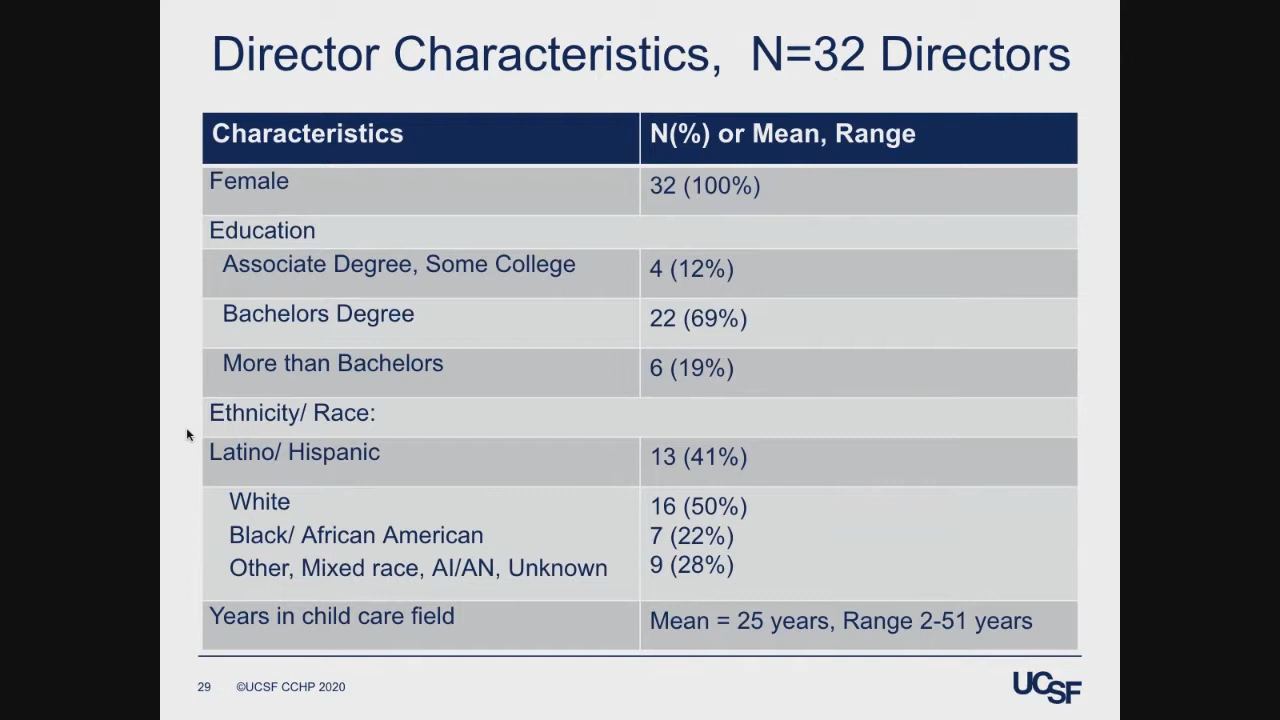 Director Characteristics, N=32 Directors
Characteristics N(%) or Mean, Range
Female 32 (100%)
Education
Associate Degree, Some College 4 (12%)
Bachelors Degree 22 (69%)
More than Bachelors 6 (19%)
Ethnicity/ Race:
Latino/ Hispanic 13 (41%)
White 16 (50%)
Black/ African American 7 (22%)
Other, Mixed race, AI/AN, Unknown 9 (28%)
Years in child care field Mean = 25 years, Range 2-51 years
29 ©UCSF CCHP 2020 UCSF